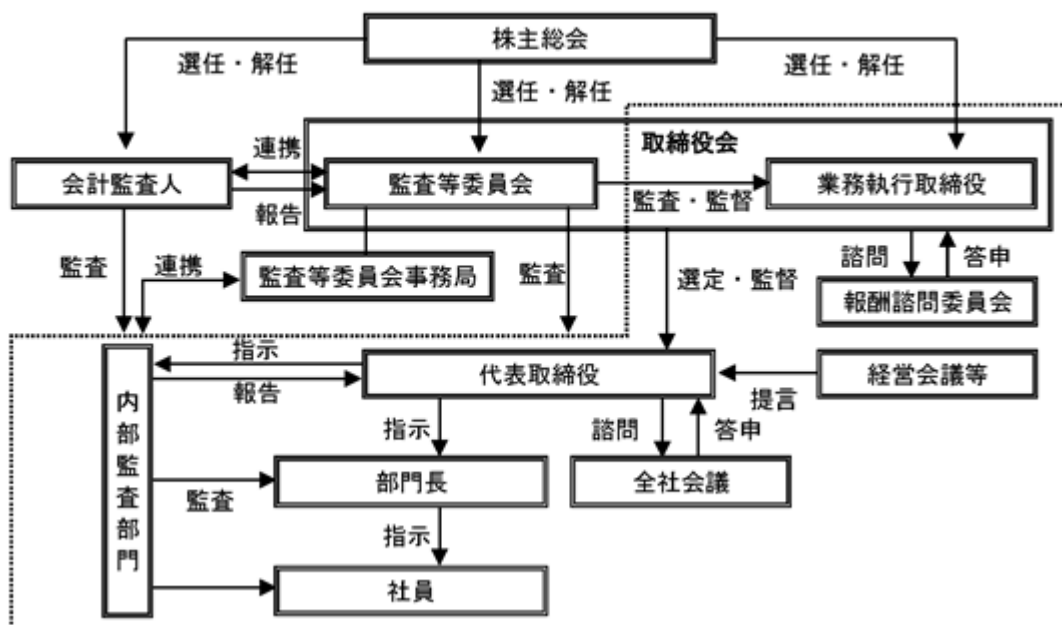 株主総会
選任・解任
選任・解任
選任・解任
取締役会
会計監査人
連携
報告
監査等委員会
監査・監督
業務執行取締役
監査
連携
監査等委員会事務局
監査
選定・監督
諮問
答申
報酬諮問委員会
指示
報告
代表取締役
提言
経営会議等
内部監査部門
指示
諮問
答申
監査
部門長
全社会議
指示
社員